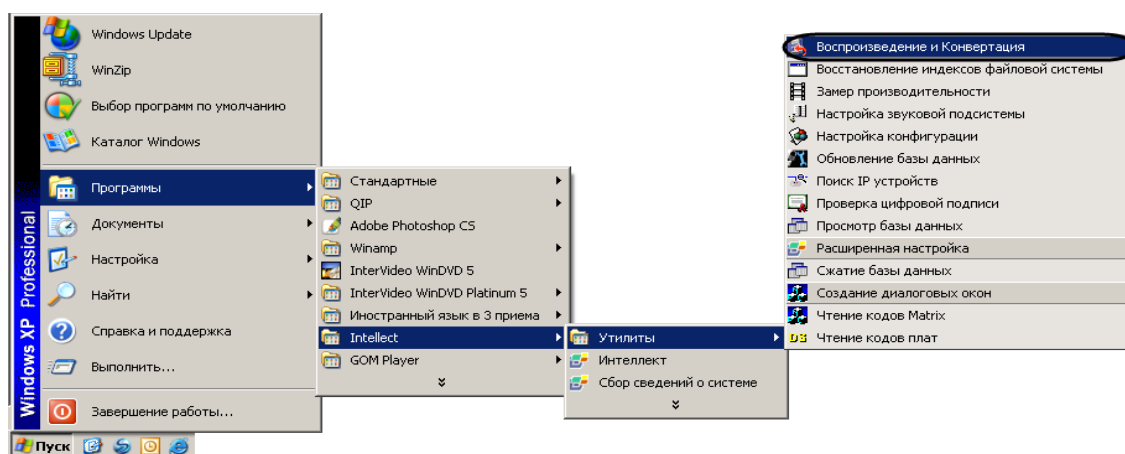 Windows XP Professional
Windows Update
WinZip
Выбор программ по умолчанию
Каталог Windows
Программы
Документы
Настройка
Найти
Справка и поддержка
Выполнить...
Завершение работы...
Пуск
Стандартные
QIP
Adobe Photoshop CS
Winamp
InterVideo WinDVD 5
InterVideo WinDVD Platinum 5
Иностранный язык в 3 приема
Intellect
GOM Player
Утилиты
Интеллект
Сбор сведений о системе
Воспроизведение и Конвертация
Восстановление индексов файловой системы
Замер производительности
Настройка звуковой подсистемы
Настройка конфигурации
Обновление базы данных
Поиск IP устройств
Проверка цифровой подписи
Просмотр базы данных
Расширенная настройка
Сжатие базы данных
Создание диалоговых окон
Чтение кодов Matrix
Чтение кодов плат